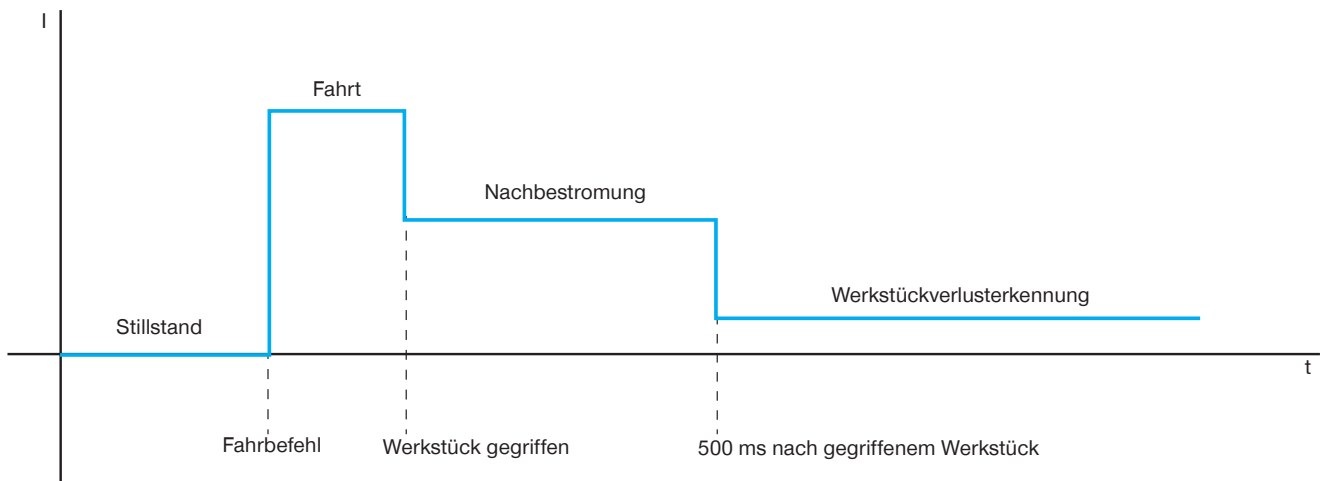 I
Fahrt
Nachbestromung
Werkstückverlusterkennung
Stillstand
t
Fahrbefehl
Werkstück gegriffen
500 ms nach gegriffenem Werkstück